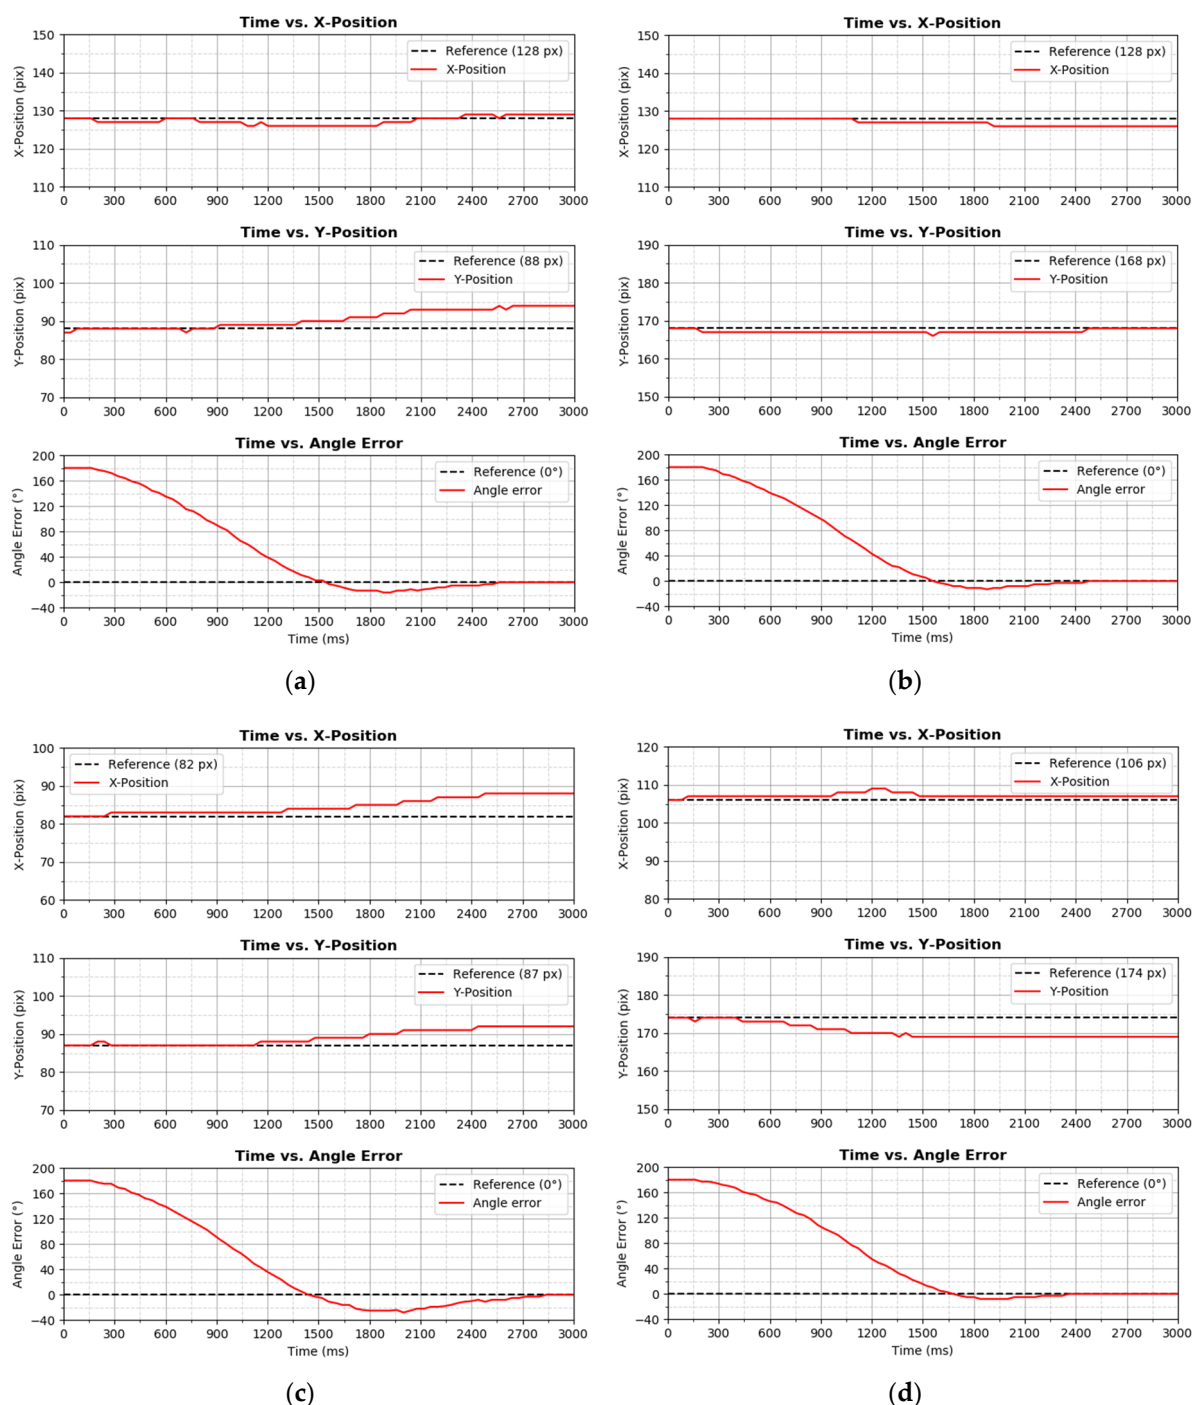 Time vs. X-Position
150
140
130
120
110
X-Position (pix)
Reference (128 px)
X-Position
0 300 600 900 1200 1500 1800 2100 2400 2700 3000
Time vs. Y-Position
110
100
90
80
70
Y-Position (pix)
Reference (88 px)
Y-Position
0 300 600 900 1200 1500 1800 2100 2400 2700 3000
Time vs. Angle Error
200
160
120
80
40
0
−40
Angle Error (°)
Reference (0°)
Angle error
0 300 600 900 1200 1500 1800 2100 2400 2700 3000
Time (ms)
(a)
Time vs. X-Position
150
140
130
120
110
X-Position (pix)
Reference (128 px)
X-Position
0 300 600 900 1200 1500 1800 2100 2400 2700 3000
Time vs. Y-Position
190
180
170
160
150
Y-Position (pix)
Reference (168 px)
Y-Position
0 300 600 900 1200 1500 1800 2100 2400 2700 3000
Time vs. Angle Error
200
160
120
80
40
0
−40
Angle Error (°)
Reference (0°)
Angle error
0 300 600 900 1200 1500 1800 2100 2400 2700 3000
Time (ms)
(b)
Time vs. X-Position
100
90
80
70
60
X-Position (pix)
Reference (82 px)
X-Position
0 300 600 900 1200 1500 1800 2100 2400 2700 3000
Time vs. Y-Position
110
100
90
80
70
Y-Position (pix)
Reference (87 px)
Y-Position
0 300 600 900 1200 1500 1800 2100 2400 2700 3000
Time vs. Angle Error
200
160
120
80
40
0
−40
Angle Error (°)
Reference (0°)
Angle error
0 300 600 900 1200 1500 1800 2100 2400 2700 3000
Time (ms)
(c)
Time vs. X-Position
120
110
100
90
80
X-Position (pix)
Reference (106 px)
X-Position
0 300 600 900 1200 1500 1800 2100 2400 2700 3000
Time vs. Y-Position
190
180
170
160
150
Y-Position (pix)
Reference (174 px)
Y-Position
0 300 600 900 1200 1500 1800 2100 2400 2700 3000
Time vs. Angle Error
200
160
120
80
40
0
−40
Angle Error (°)
Reference (0°)
Angle error
0 300 600 900 1200 1500 1800 2100 2400 2700 3000
Time (ms)
(d)